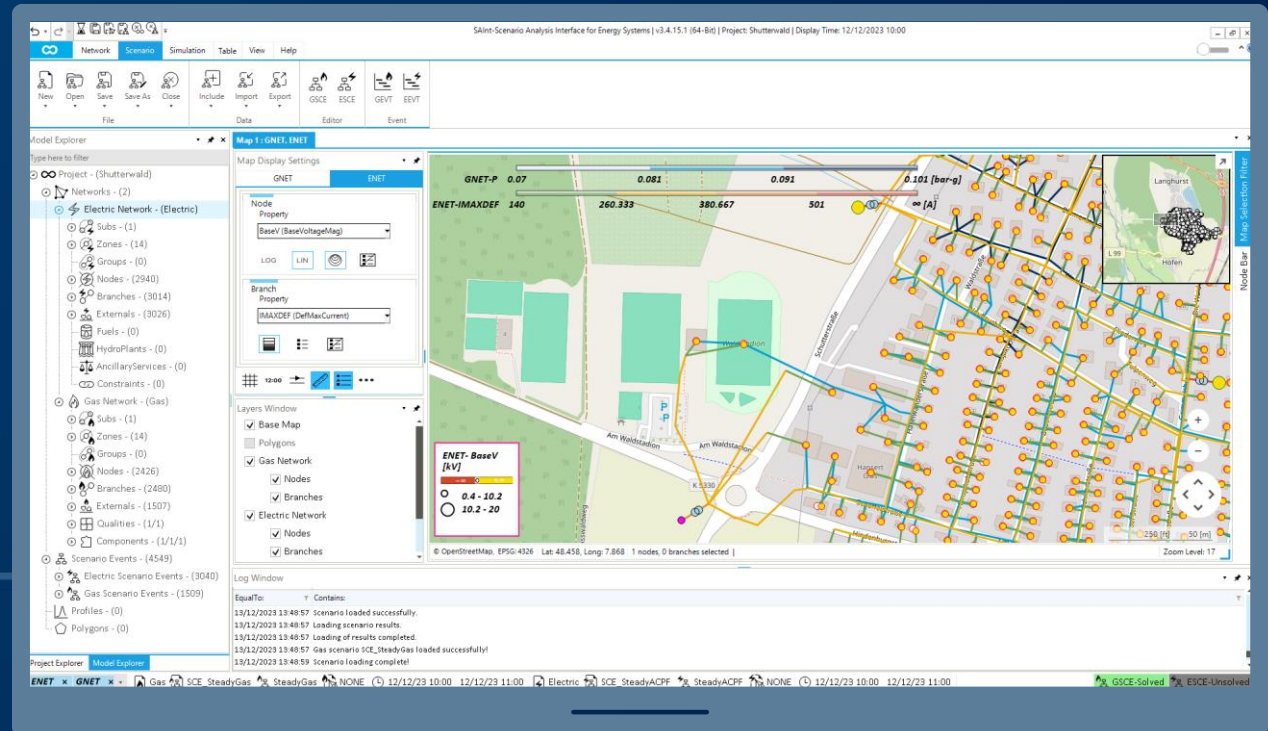 SAInt-Scenario Analysis Interface for Energy Systems | v3.4.15.1 (64-Bit) | Project: Shutterwald | Display Time: 12/12/2023 10:00
Network Scenario Simulation Table View Help
New Open Save Save As Close Include Import Export GSCE ESCE GEVT EEVT
File Data Editor Event
Model Explorer
Type here to filter
Project - (Shutterwald)
Networks - (2)
Electric Network - (Electric)
Subs - (1)
Zones - (14)
Groups - (0)
Nodes - (2940)
Branches - (3014)
Externals - (3026)
Fuels - (0)
HydroPlants - (0)
AncillaryServices - (0)
Constraints - (0)
Gas Network - (Gas)
Subs - (1)
Zones - (14)
Groups - (0)
Nodes - (2426)
Branches - (2480)
Externals - (1507)
Qualities - (1/1)
Components - (1/1/1)
Scenario Events - (4549)
Electric Scenario Events - (3040)
Gas Scenario Events - (1509)
Profiles - (0)
Polygons - (0)
Project Explorer Model Explorer
Map 1 : GNET, ENET
Map Display Settings
GNET ENET
Node
Property
BaseV (BaseVoltageMag)
LOG LIN
Branch
Property
IMAXDEF (DefMaxCurrent)
12:00
Layers Window
Base Map
Polygons
Gas Network
Nodes
Branches
Electric Network
Nodes
Branches
GNET-P 0.07 0.081 0.091 0.101 [bar-g]
ENET-IMAXDEF 140 260.333 380.667 501 ∞ [A]
Langhurst
L 99
Höfen
Waldstadion
Schutterstraße
Waldstraße
Am Waldstadion
Am Waldstadion
K 5330
P
P
ENET- BaseV
[kV]
0.4 - 10.2
10.2 - 20
+
-
250 [ft] 50 [m]
© OpenStreetMap, EPSG:4326 Lat: 48.458, Long: 7.868 1 nodes, 0 branches selected |
Zoom Level: 17
Map Selection Filter
Node Bar
Log Window
EqualTo: Contains:
13/12/2023 13:48:57 Scenario loaded successfully.
13/12/2023 13:48:57 Loading scenario results.
13/12/2023 13:48:57 Loading of results completed.
13/12/2023 13:48:57 Gas scenario SCE_SteadyGas loaded successfully!
13/12/2023 13:48:59 Scenario loading complete!
ENET × GNET × Gas SCE_SteadyGas SteadyGas NONE 12/12/23 10:00 12/12/23 11:00 Electric SCE_SteadyACPF SteadyACPF NONE 12/12/23 10:00 12/12/23 11:00 GSCE-Solved ESCE-Unsolved